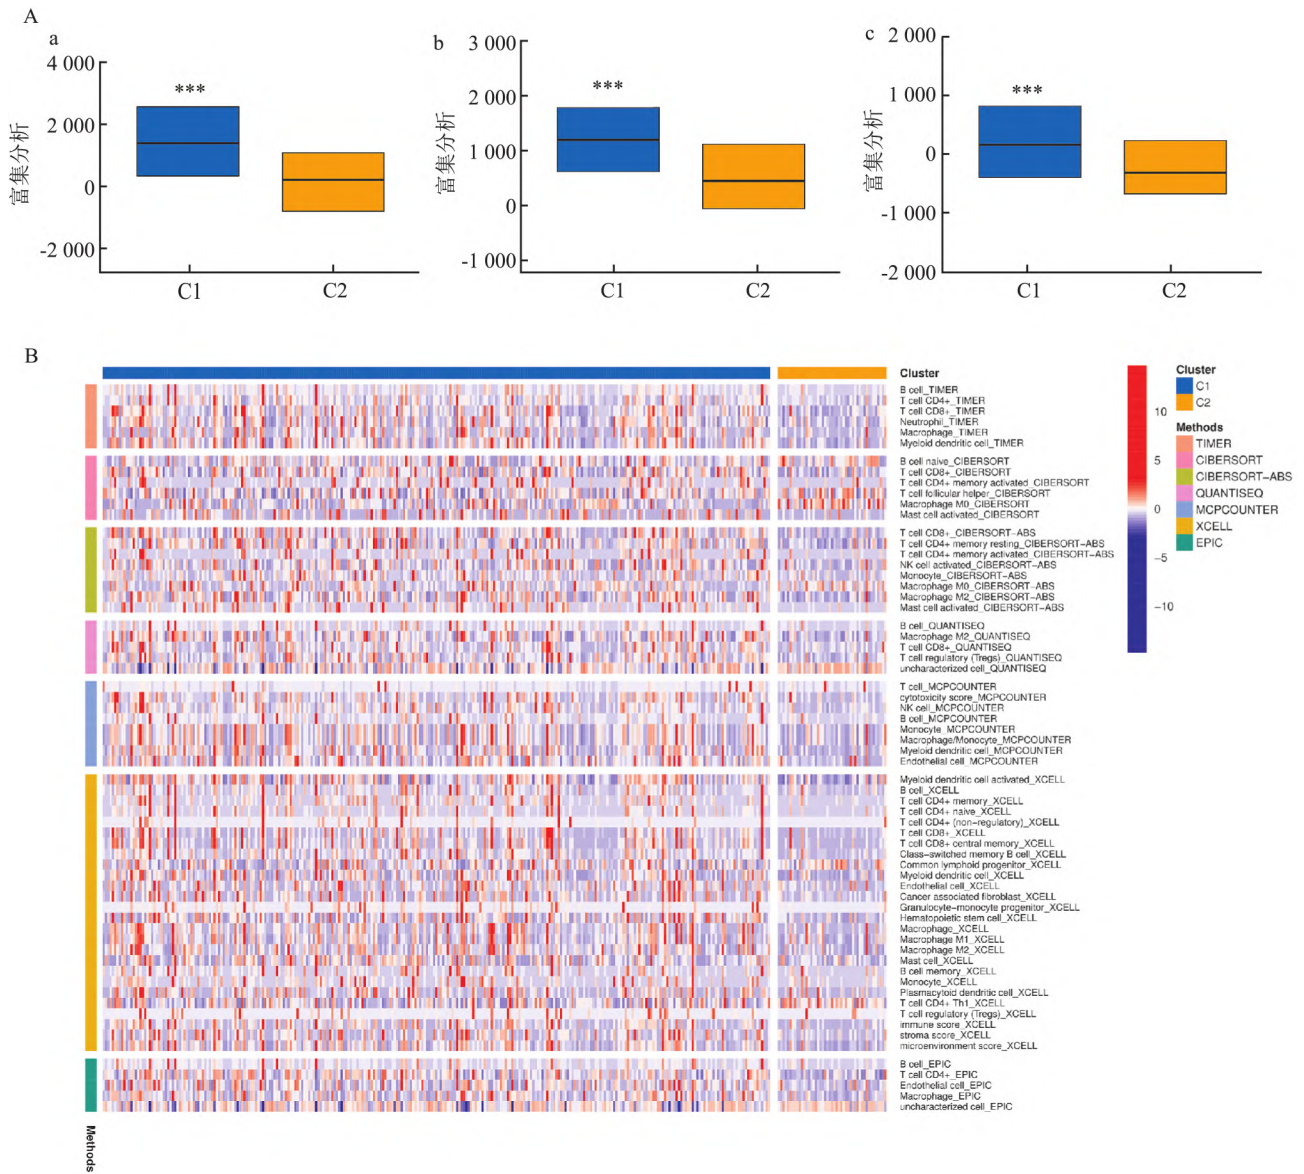 A
a
4 000
2 000
0
-2 000
富集分析
***
C1
C2
b
3 000
2 000
1 000
0
-1 000
富集分析
***
C1
C2
c
2 000
1 000
0
-1 000
-2 000
富集分析
***
C1
C2
B
Cluster
B cell_TIMER
T cell CD4+_TIMER
T cell CD8+_TIMER
Neutrophil_TIMER
Macrophage_TIMER
Myeloid dendritic cell_TIMER
B cell naive_CIBERSORT
T cell CD8+_CIBERSORT
T cell CD4+ memory activated_CIBERSORT
T cell follicular helper_CIBERSORT
Macrophage M0_CIBERSORT
Mast cell activated_CIBERSORT
T cell CD8+_CIBERSORT-ABS
T cell CD4+ memory resting_CIBERSORT-ABS
T cell CD4+ memory activated_CIBERSORT-ABS
NK cell activated_CIBERSORT-ABS
Monocyte_CIBERSORT-ABS
Macrophage M0_CIBERSORT-ABS
Macrophage M2_CIBERSORT-ABS
Mast cell activated_CIBERSORT-ABS
B cell_QUANTISEQ
Macrophage M2_QUANTISEQ
T cell CD8+_QUANTISEQ
T cell regulatory (Tregs)_QUANTISEQ
uncharacterized cell_QUANTISEQ
T cell_MCPCOUNTER
cytotoxicity score_MCPCOUNTER
NK cell_MCPCOUNTER
B cell_MCPCOUNTER
Monocyte_MCPCOUNTER
Macrophage/Monocyte_MCPCOUNTER
Myeloid dendritic cell_MCPCOUNTER
Endothelial cell_MCPCOUNTER
Myeloid dendritic cell activated_XCELL
B cell_XCELL
T cell CD4+ memory_XCELL
T cell CD4+ naive_XCELL
T cell CD4+ (non-regulatory)_XCELL
T cell CD8+_XCELL
T cell CD8+ central memory_XCELL
Class-switched memory B cell_XCELL
Common lymphoid progenitor_XCELL
Myeloid dendritic cell_XCELL
Endothelial cell_XCELL
Cancer associated fibroblast_XCELL
Granulocyte-monocyte progenitor_XCELL
Hematopoietic stem cell_XCELL
Macrophage_XCELL
Macrophage M1_XCELL
Macrophage M2_XCELL
Mast cell_XCELL
B cell memory_XCELL
Monocyte_XCELL
Plasmacytoid dendritic cell_XCELL
T cell CD4+ Th1_XCELL
T cell regulatory (Tregs)_XCELL
immune score_XCELL
stroma score_XCELL
microenvironment score_XCELL
B cell_EPIC
T cell CD4+_EPIC
Endothelial cell_EPIC
Macrophage_EPIC
uncharacterized cell_EPIC
Methods
10
5
0
-5
-10
Cluster
C1
C2
Methods
TIMER
CIBERSORT
CIBERSORT-ABS
QUANTISEQ
MCPCOUNTER
XCELL
EPIC